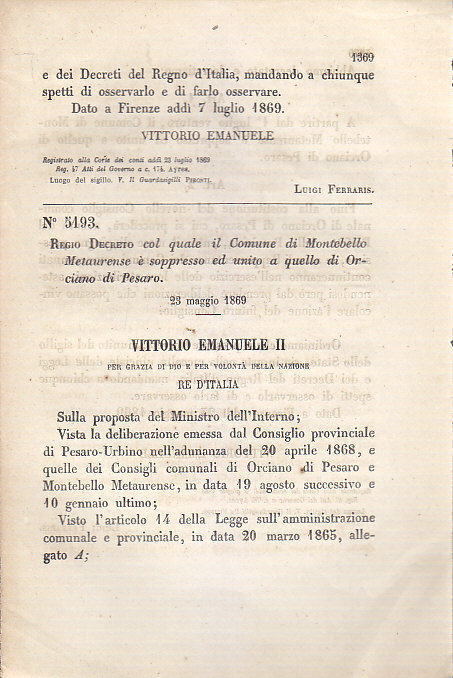 1369
e dei Decreti del Regno d'Italia, mandando a chiunque
spetti di osservarlo e di farlo osservare.
Dato a Firenze addì 7 luglio 1869.
VITTORIO EMANUELE
Registrato alla Corte dei conti addì 23 luglio 1869
Reg. 47 Atti del Governo a c. 174. Ayres.
Luogo del sigillo. V. Il Guardasigilli Pironti.
Luigi Ferraris.
N° 5193.
Regio Decreto col quale il Comune di Montebello
Metaurense è soppresso ed unito a quello di Or-
ciano di Pesaro.
23 maggio 1869
VITTORIO EMANUELE II
PER GRAZIA DI DIO E PER VOLONTÀ DELLA NAZIONE
RE D'ITALIA
Sulla proposta del Ministro dell'Interno;
Vista la deliberazione emessa dal Consiglio provinciale
di Pesaro-Urbino nell'adunanza del 20 aprile 1868, e
quelle dei Consigli comunali di Orciano di Pesaro e
Montebello Metaurense, in data 19 agosto successivo e
10 gennaio ultimo;
Visto l'articolo 14 della Legge sull'amministrazione
comunale e provinciale, in data 20 marzo 1865, alle-
gato A;